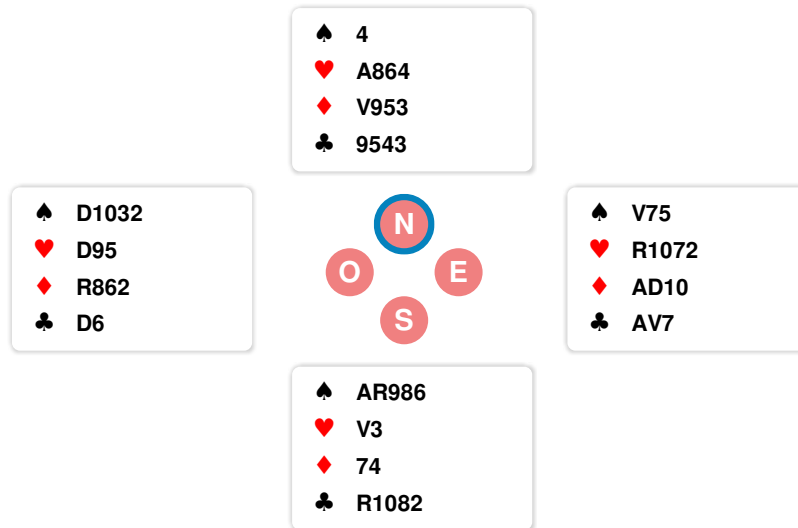 ♠ 4
♥ A864
♦ V953
♣ 9543
♠ D1032
♥ D95
♦ R862
♣ D6
N
O E
S
♠ V75
♥ R1072
♦ AD10
♣ AV7
♠ AR986
♥ V3
♦ 74
♣ R1082